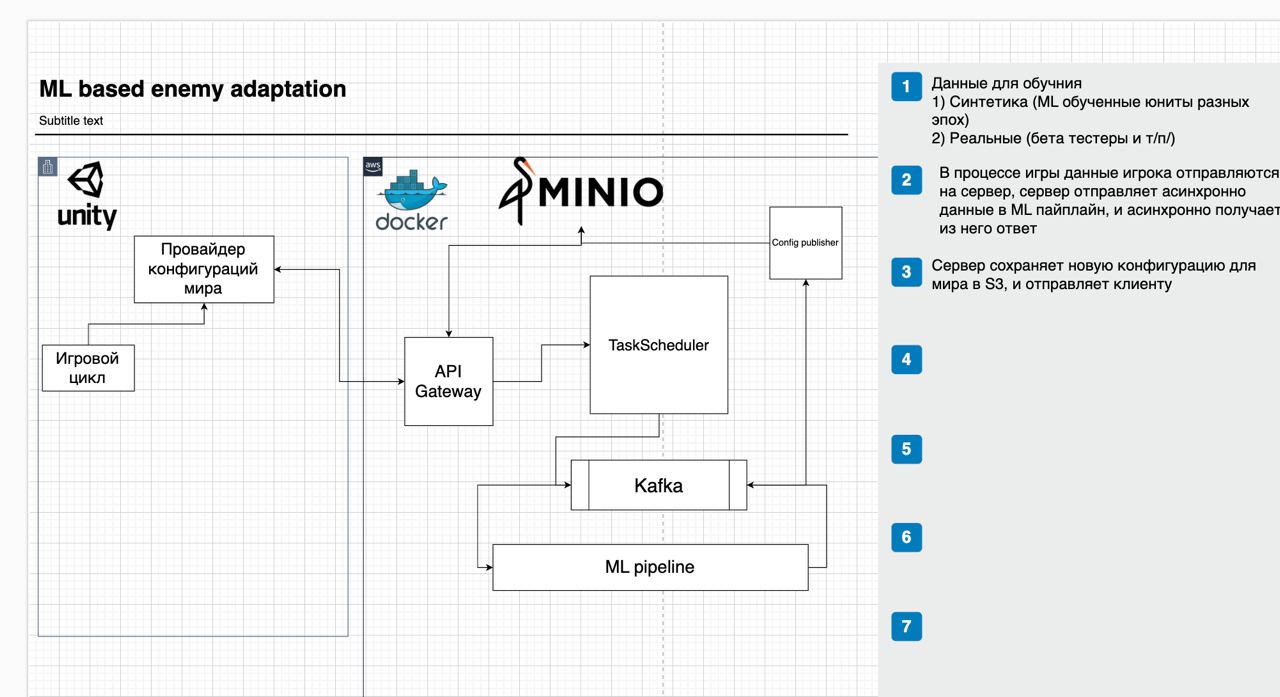 ML based enemy adaptation
Subtitle text
unity
Провайдер
конфигураций
мира
Игровой
цикл
aws
docker
MINIO
Config publisher
API
Gateway
TaskScheduler
Kafka
ML pipeline
1
Данные для обучния
1) Синтетика (ML обученные юниты разных
эпох)
2) Реальные (бета тестеры и т/п/)
2
В процессе игры данные игрока отправляются
на сервер, сервер отправляет асинхронно
данные в ML пайплайн, и асинхронно получает
из него ответ
3
Сервер сохраняет новую конфигурацию для
мира в S3, и отправляет клиенту
4
5
6
7